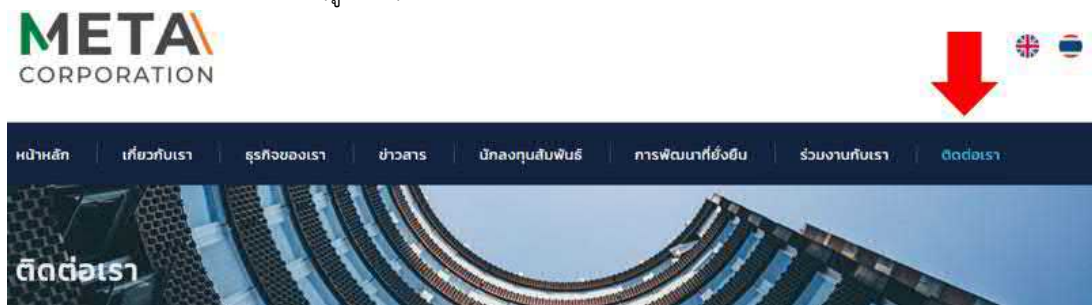 META
CORPORATION
หน้าหลัก เกี่ยวกับเรา ธุรกิจของเรา ข่าวสาร นักลงทุนสัมพันธ์ การพัฒนาที่ยั่งยืน ร่วมงานกับเรา ติดต่อเรา
ติดต่อเรา